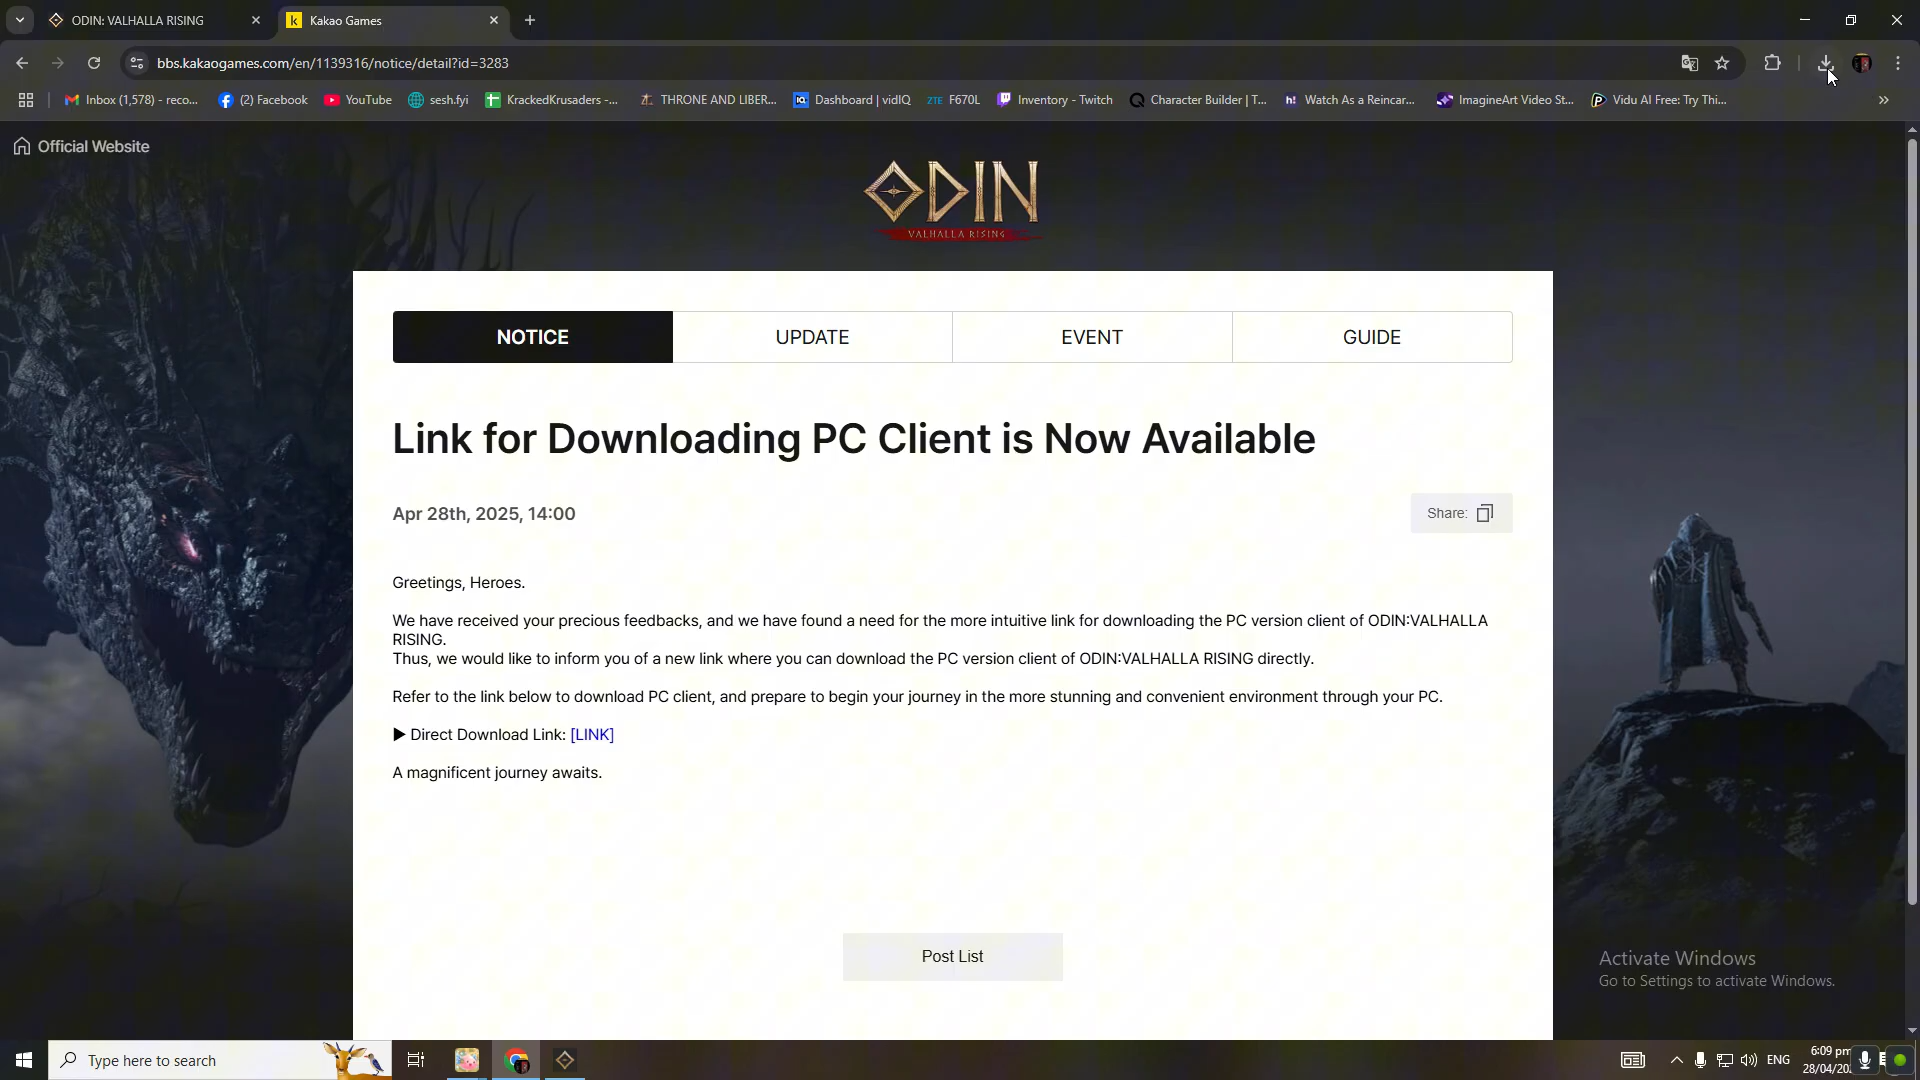 ODIN: VALHALLA RISING
Kakao Games
bbs.kakaogames.com/en/1139316/notice/detail?id=3283
Inbox (1,578) - reco...
(2) Facebook
YouTube
sesh.fyi
KrackedKrusaders -...
THRONE AND LIBER...
Dashboard | vidIQ
ZTE F670L
Inventory - Twitch
Character Builder | T...
h! Watch As a Reincar...
ImagineArt Video St...
Vidu AI Free: Try Thi...
Official Website
ODIN
VALHALLA RISING
NOTICE
UPDATE
EVENT
GUIDE
Link for Downloading PC Client is Now Available
Apr 28th, 2025, 14:00
Share:
Greetings, Heroes.
We have received your precious feedbacks, and we have found a need for the more intuitive link for downloading the PC version client of ODIN:VALHALLA
RISING.
Thus, we would like to inform you of a new link where you can download the PC version client of ODIN:VALHALLA RISING directly.
Refer to the link below to download PC client, and prepare to begin your journey in the more stunning and convenient environment through your PC.
▶ Direct Download Link: [LINK]
A magnificent journey awaits.
Post List
Activate Windows
Go to Settings to activate Windows.
Type here to search
ENG
6:09 pm
28/04/20